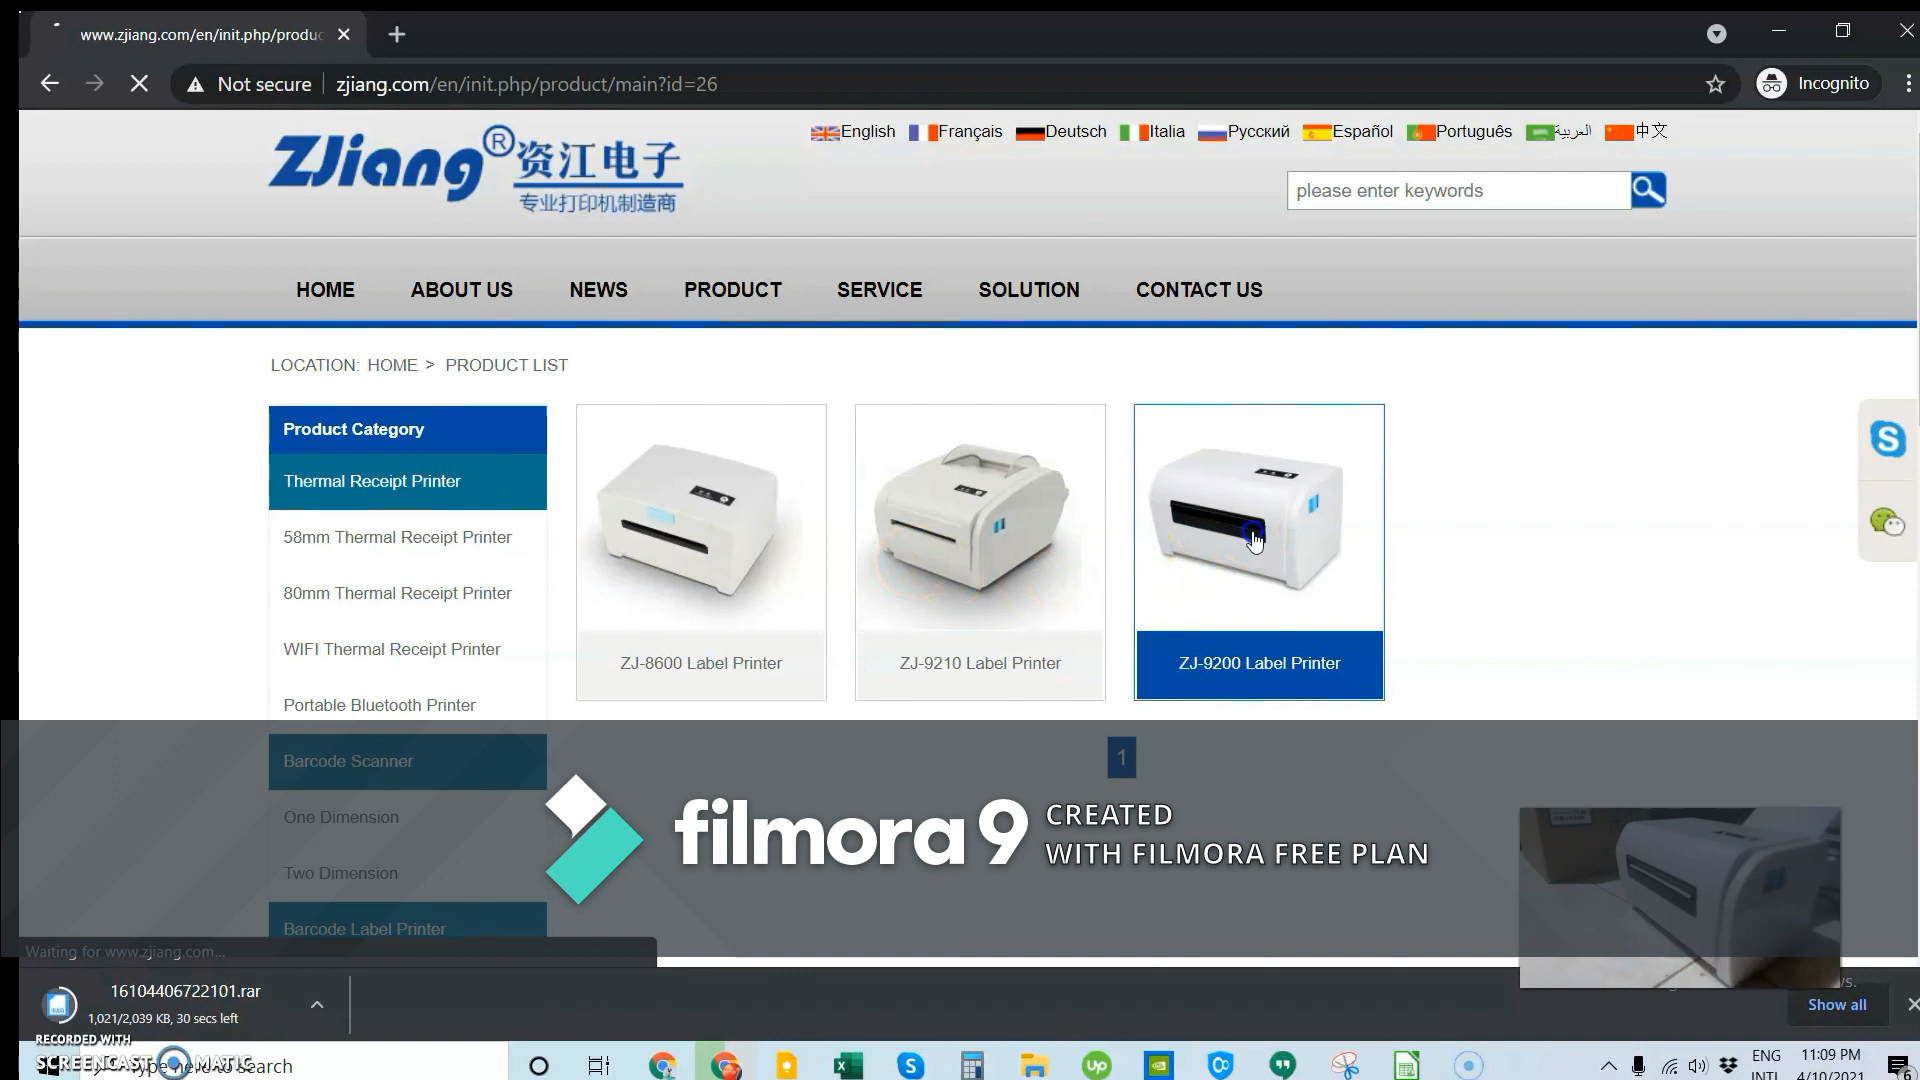 www.zjiang.com/en/init.php/produc
Not secure
zjiang.com/en/init.php/product/main?id=26
Incognito
ZJiang® 资江电子
专业打印机制造商
English Français Deutsch Italia Русский Español Português العربية 中文
please enter keywords
HOME ABOUT US NEWS PRODUCT SERVICE SOLUTION CONTACT US
LOCATION: HOME > PRODUCT LIST
Product Category
Thermal Receipt Printer
58mm Thermal Receipt Printer
80mm Thermal Receipt Printer
WIFI Thermal Receipt Printer
Portable Bluetooth Printer
Barcode Scanner
One Dimension
Two Dimension
Barcode Label Printer
ZJ-8600 Label Printer
ZJ-9210 Label Printer
ZJ-9200 Label Printer
1
filmora9
CREATED
WITH FILMORA FREE PLAN
Waiting for www.zjiang.com...
16104406722101.rar
1,021/2,039 KB, 30 secs left
Show all
RECORDED WITH
SCREENCAST MATIC
Type here to search
ENG
INTL
11:09 PM
4/10/2021
6